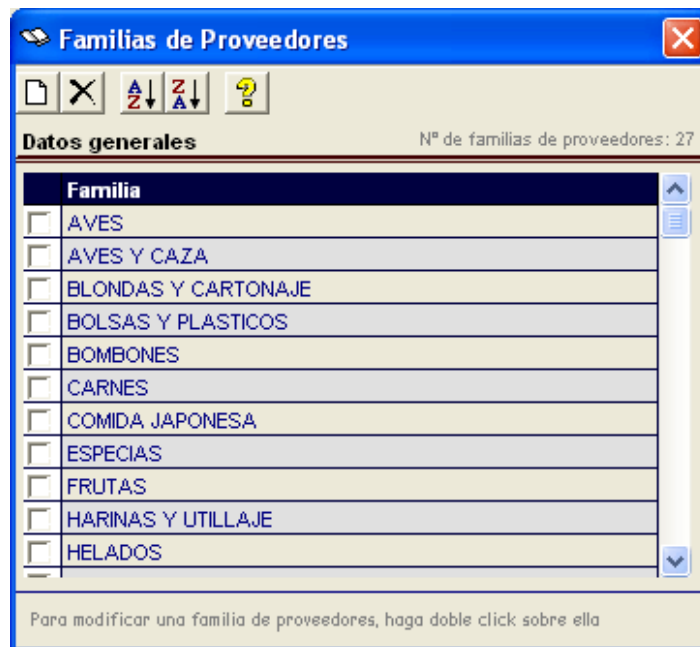 Familias de Proveedores
Datos generales
Nª de familias de proveedores: 27
Familia
AVES
AVES Y CAZA
BLONDAS Y CARTONAJE
BOLSAS Y PLASTICOS
BOMBONES
CARNES
COMIDA JAPONESA
ESPECIAS
FRUTAS
HARINAS Y UTILLAJE
HELADOS
Para modificar una familia de proveedores, haga doble click sobre ella